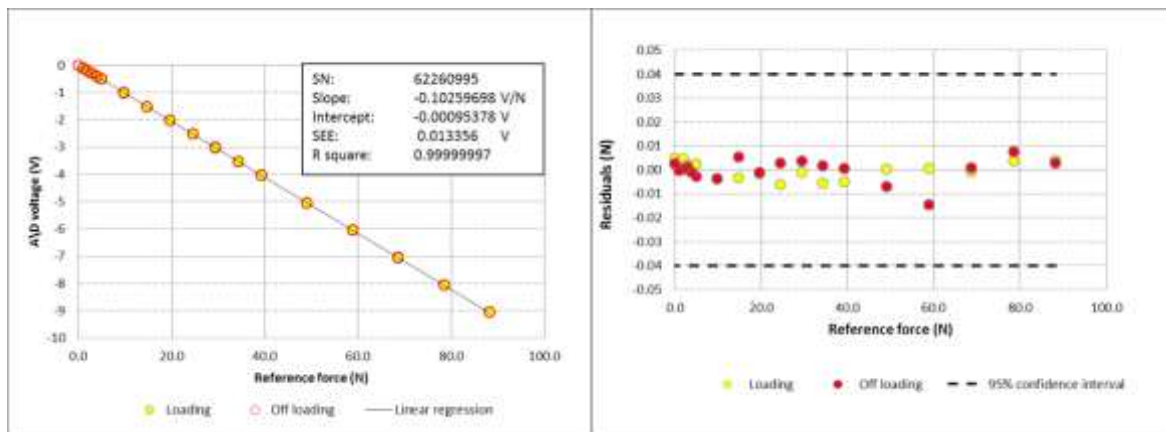 0
-1
-2
-3
-4
-5
-6
-7
-8
-9
-10
A\D voltage (V)
SN: 62260995
Slope: -0.10259698 V/N
Intercept: -0.00095378 V
SEE: 0.013356 V
R square: 0.99999997
0.0 20.0 40.0 60.0 80.0 100.0
Reference force (N)
Loading Off loading Linear regression
0.05
0.04
0.03
0.02
0.01
0.00
-0.01
-0.02
-0.03
-0.04
-0.05
Residuals (N)
0.0 20.0 40.0 60.0 80.0 100.0
Reference force (N)
Loading Off loading 95% confidence interval